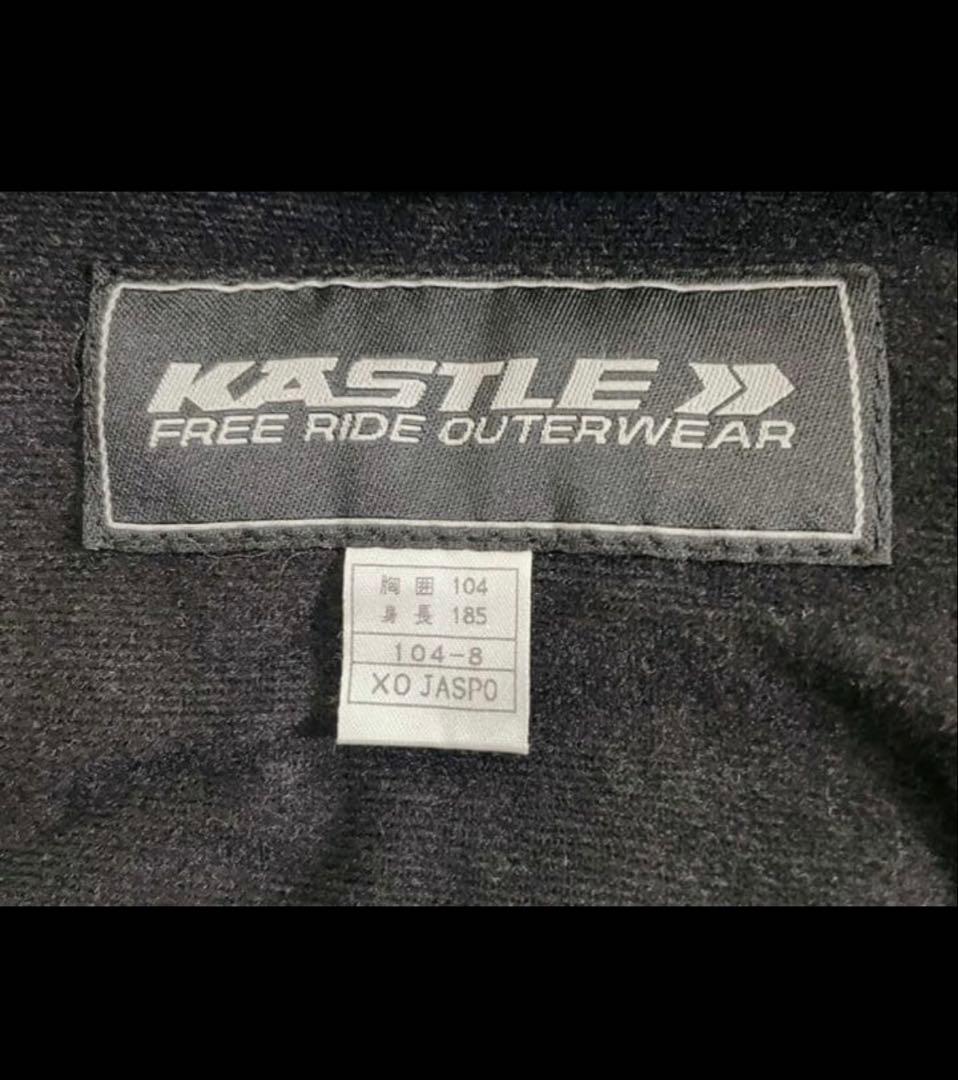 KASTLE
FREE RIDE OUTERWEAR
胸囲 104
身長 185
104-8
XO JASPO